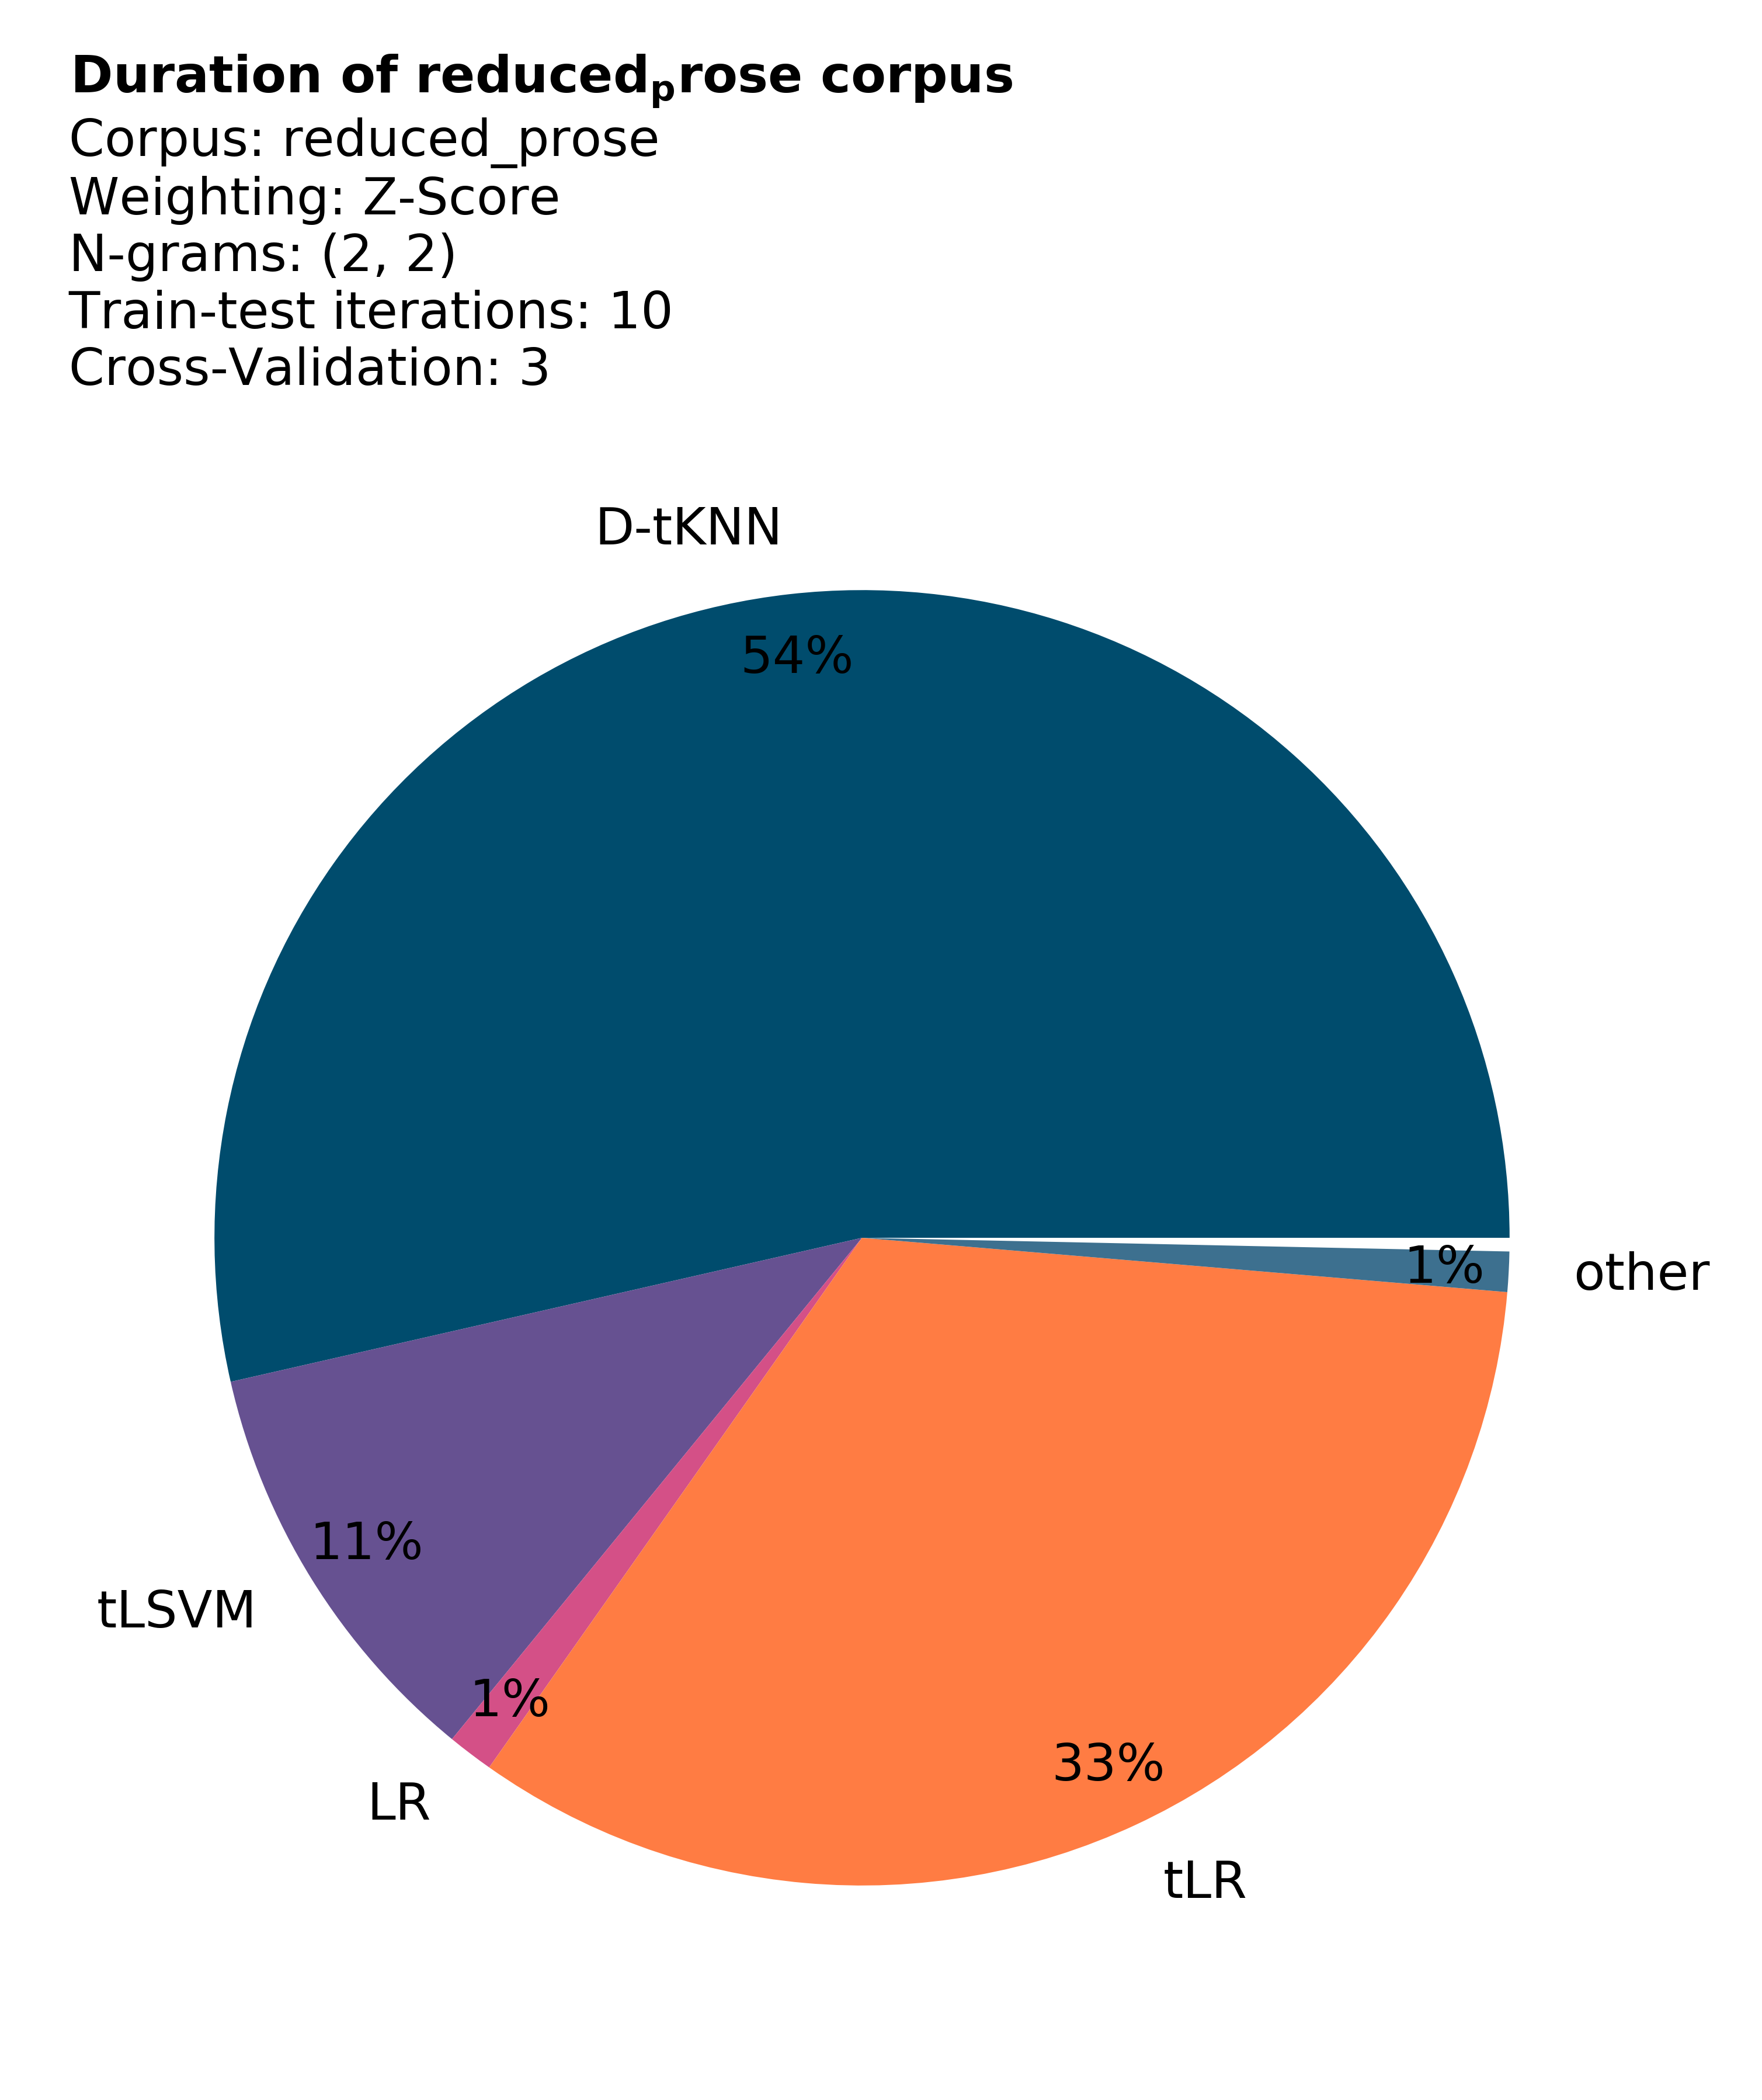 Duration of reducedₚrose corpus
Corpus: reduced_prose
Weighting: Z-Score
N-grams: (2, 2)
Train-test iterations: 10
Cross-Validation: 3
D-tKNN
54%
1%
other
11%
tLSVM
1%
LR
33%
tLR